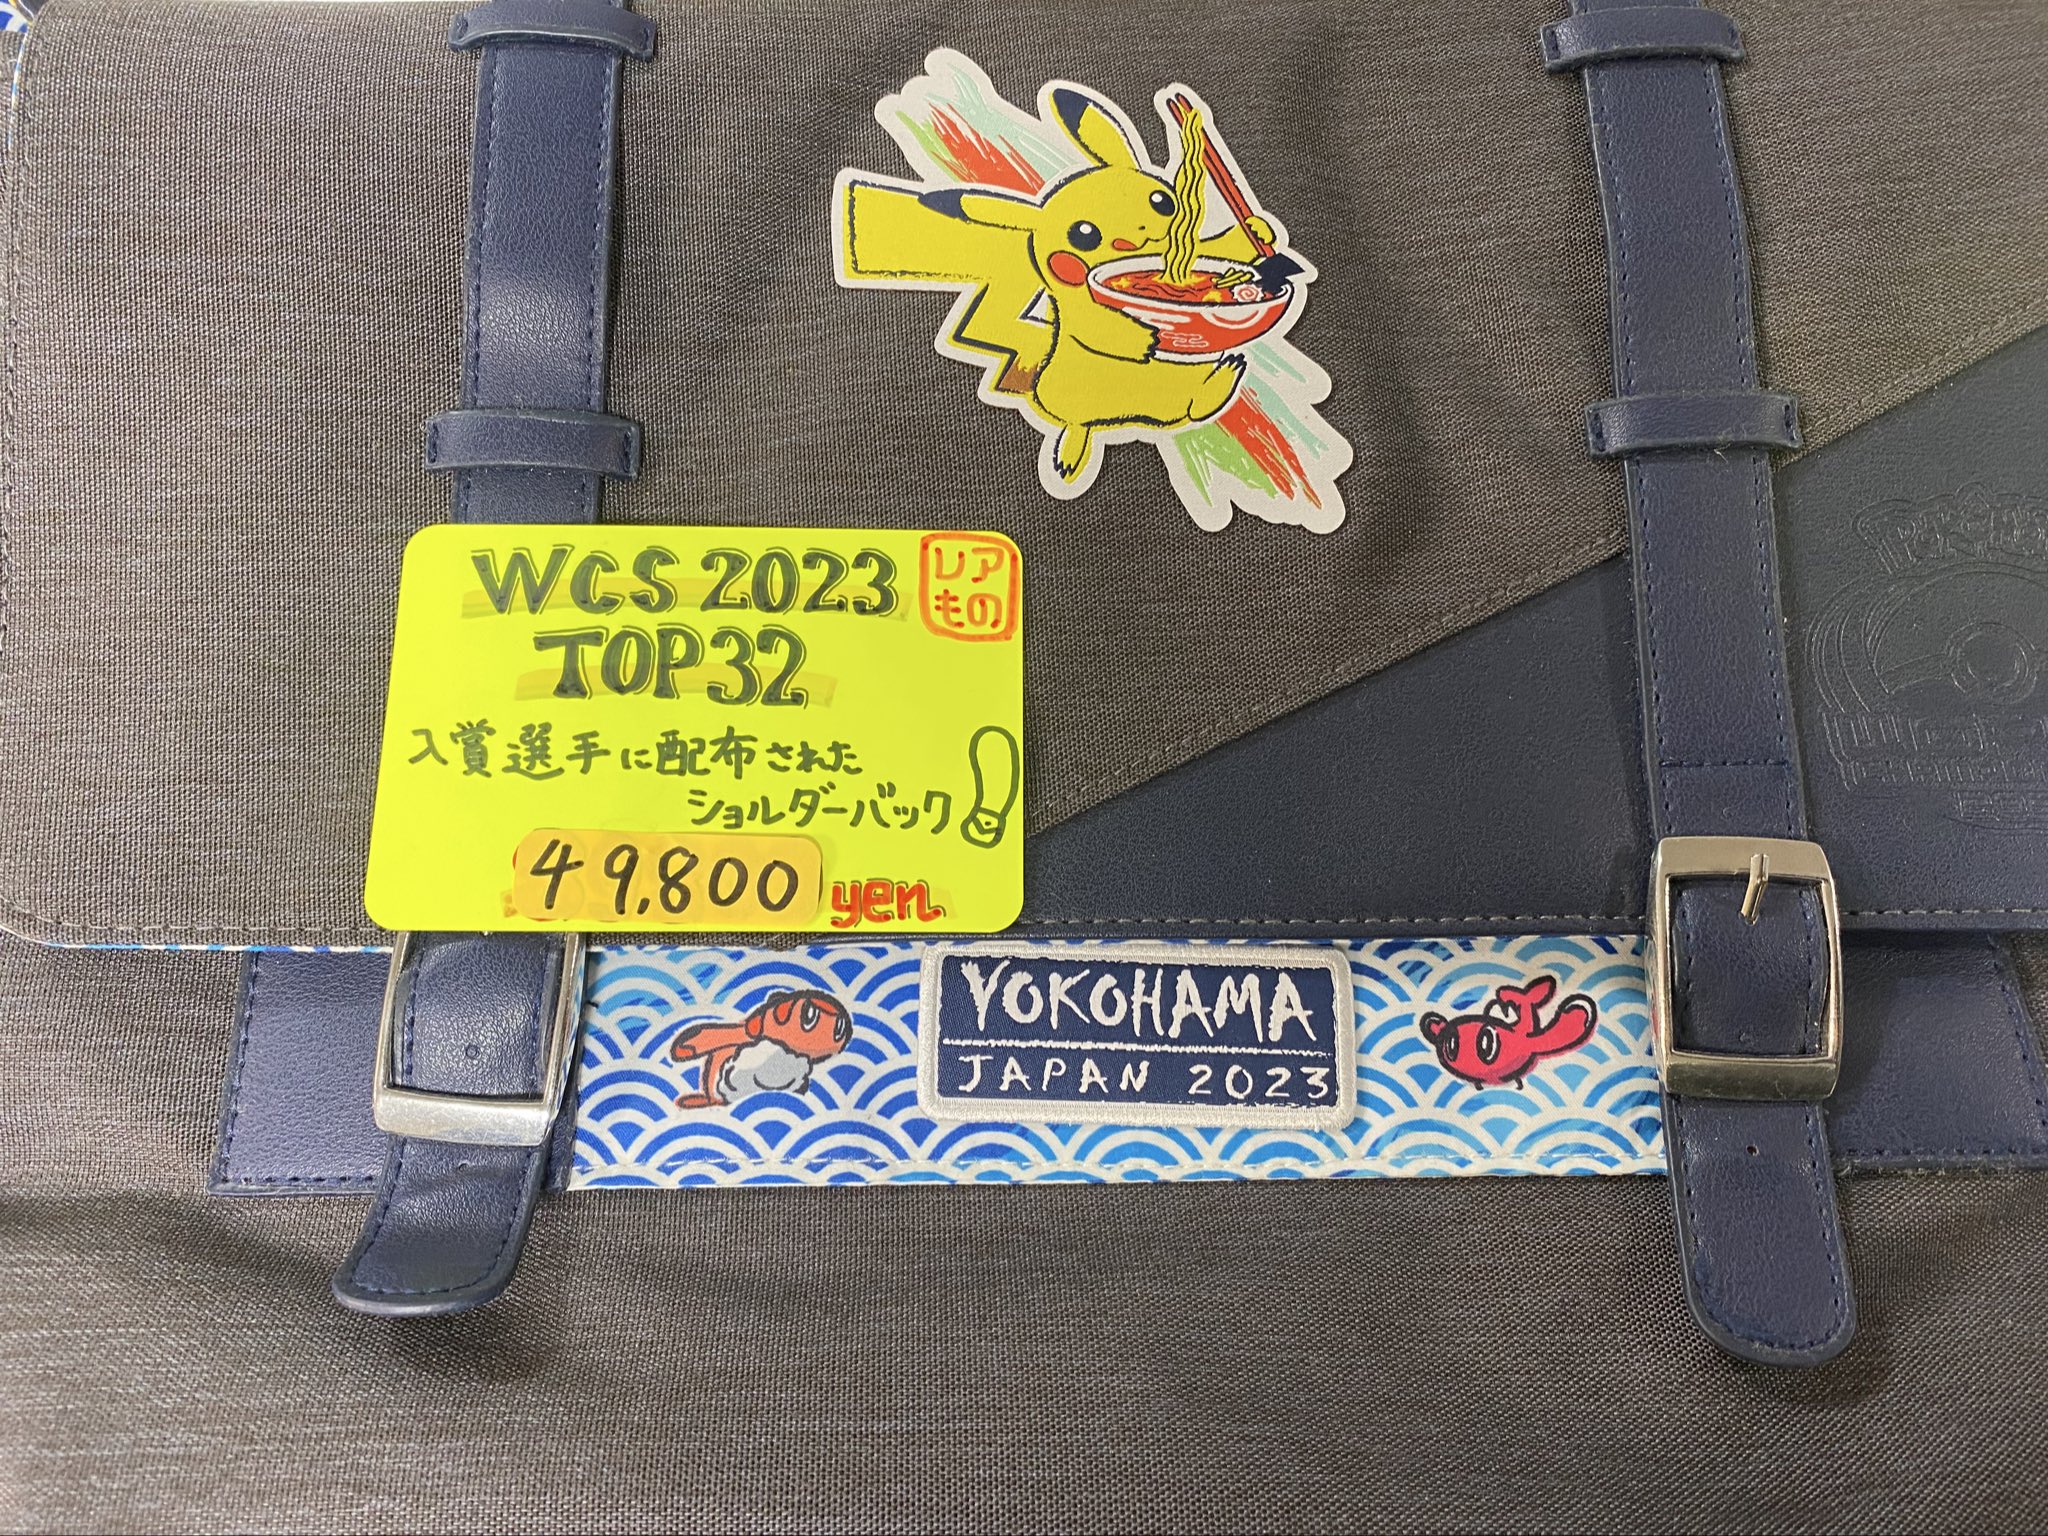 WCS 2023
レア
もの
TOP32
入賞選手に配布された
ショルダーバック!
49,800 yen
YOKOHAMA
JAPAN 2023